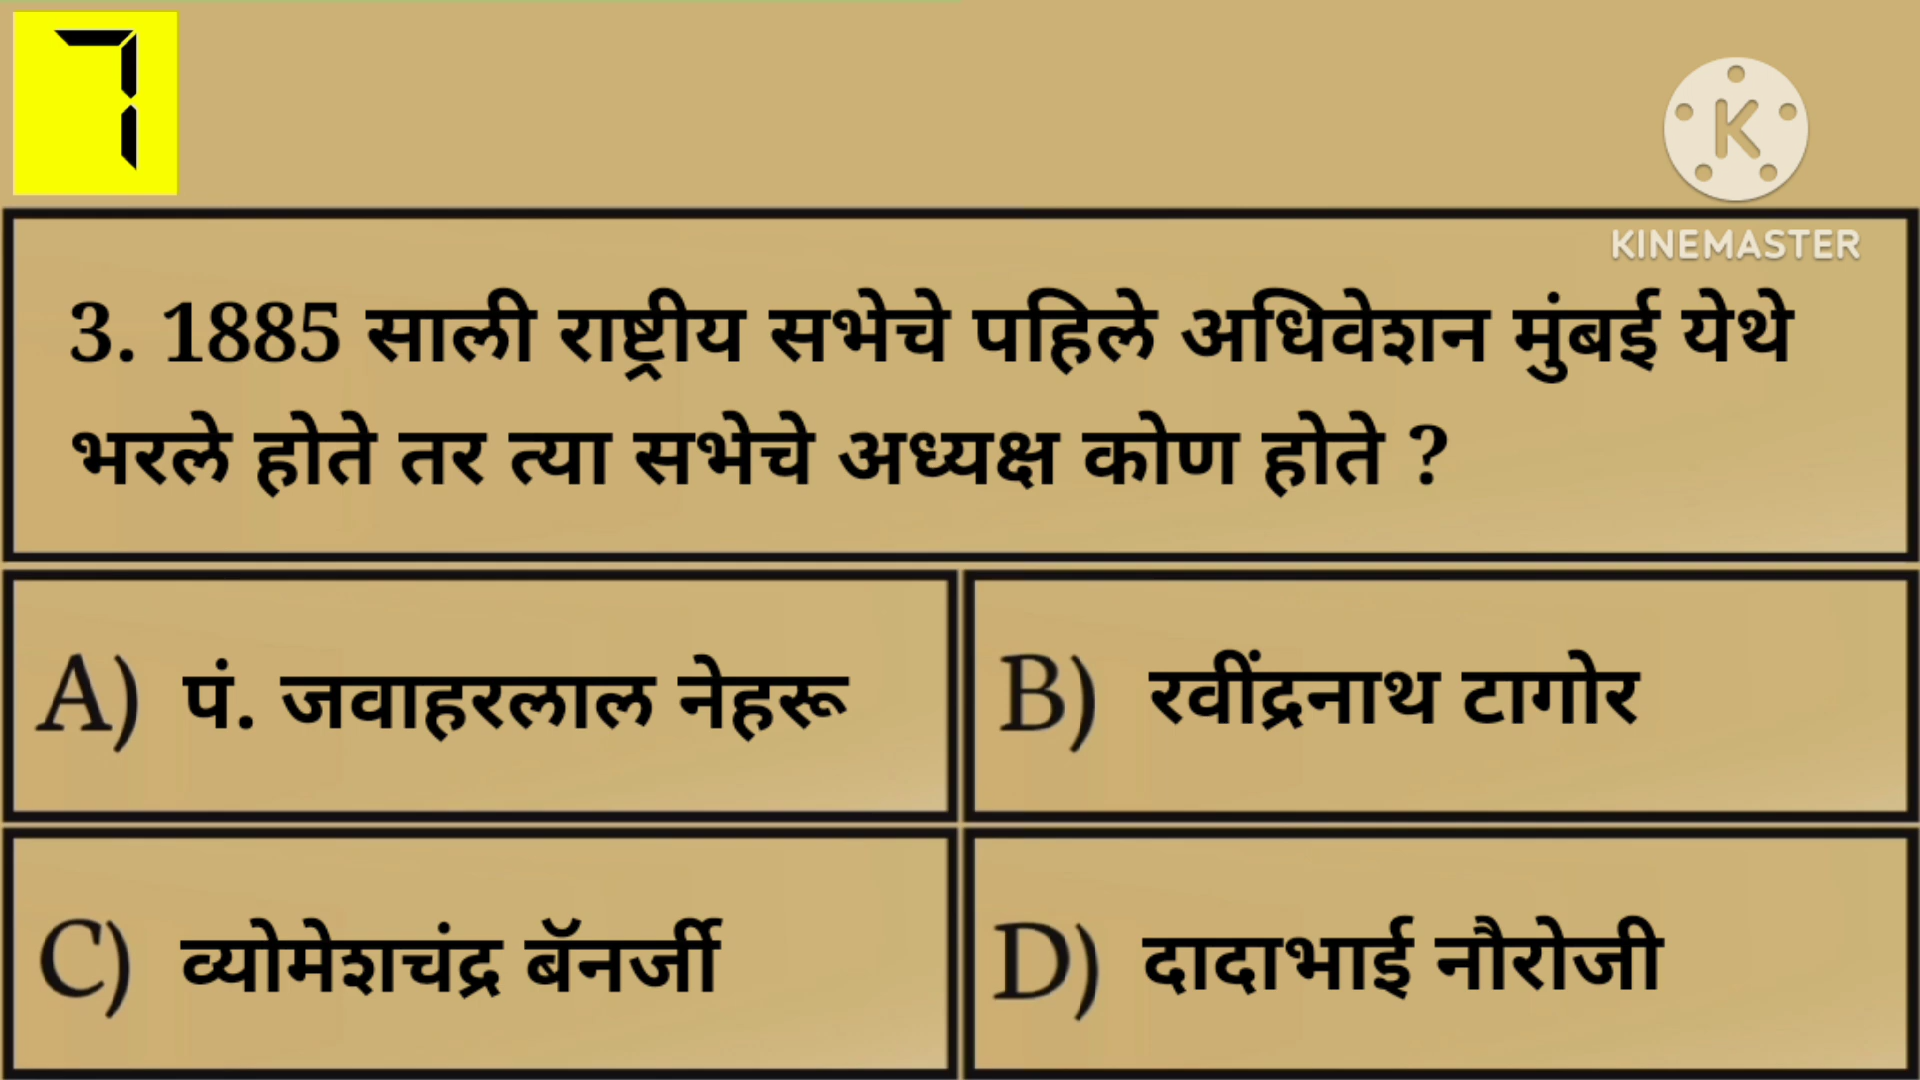 7
K
KINEMASTER
3. 1885 साली राष्ट्रीय सभेचे पहिले अधिवेशन मुंबई येथे
भरले होते तर त्या सभेचे अध्यक्ष कोण होते ?
A) पं. जवाहरलाल नेहरू
B) रवींद्रनाथ टागोर
C) व्योमेशचंद्र बॅनर्जी
D) दादाभाई नौरोजी